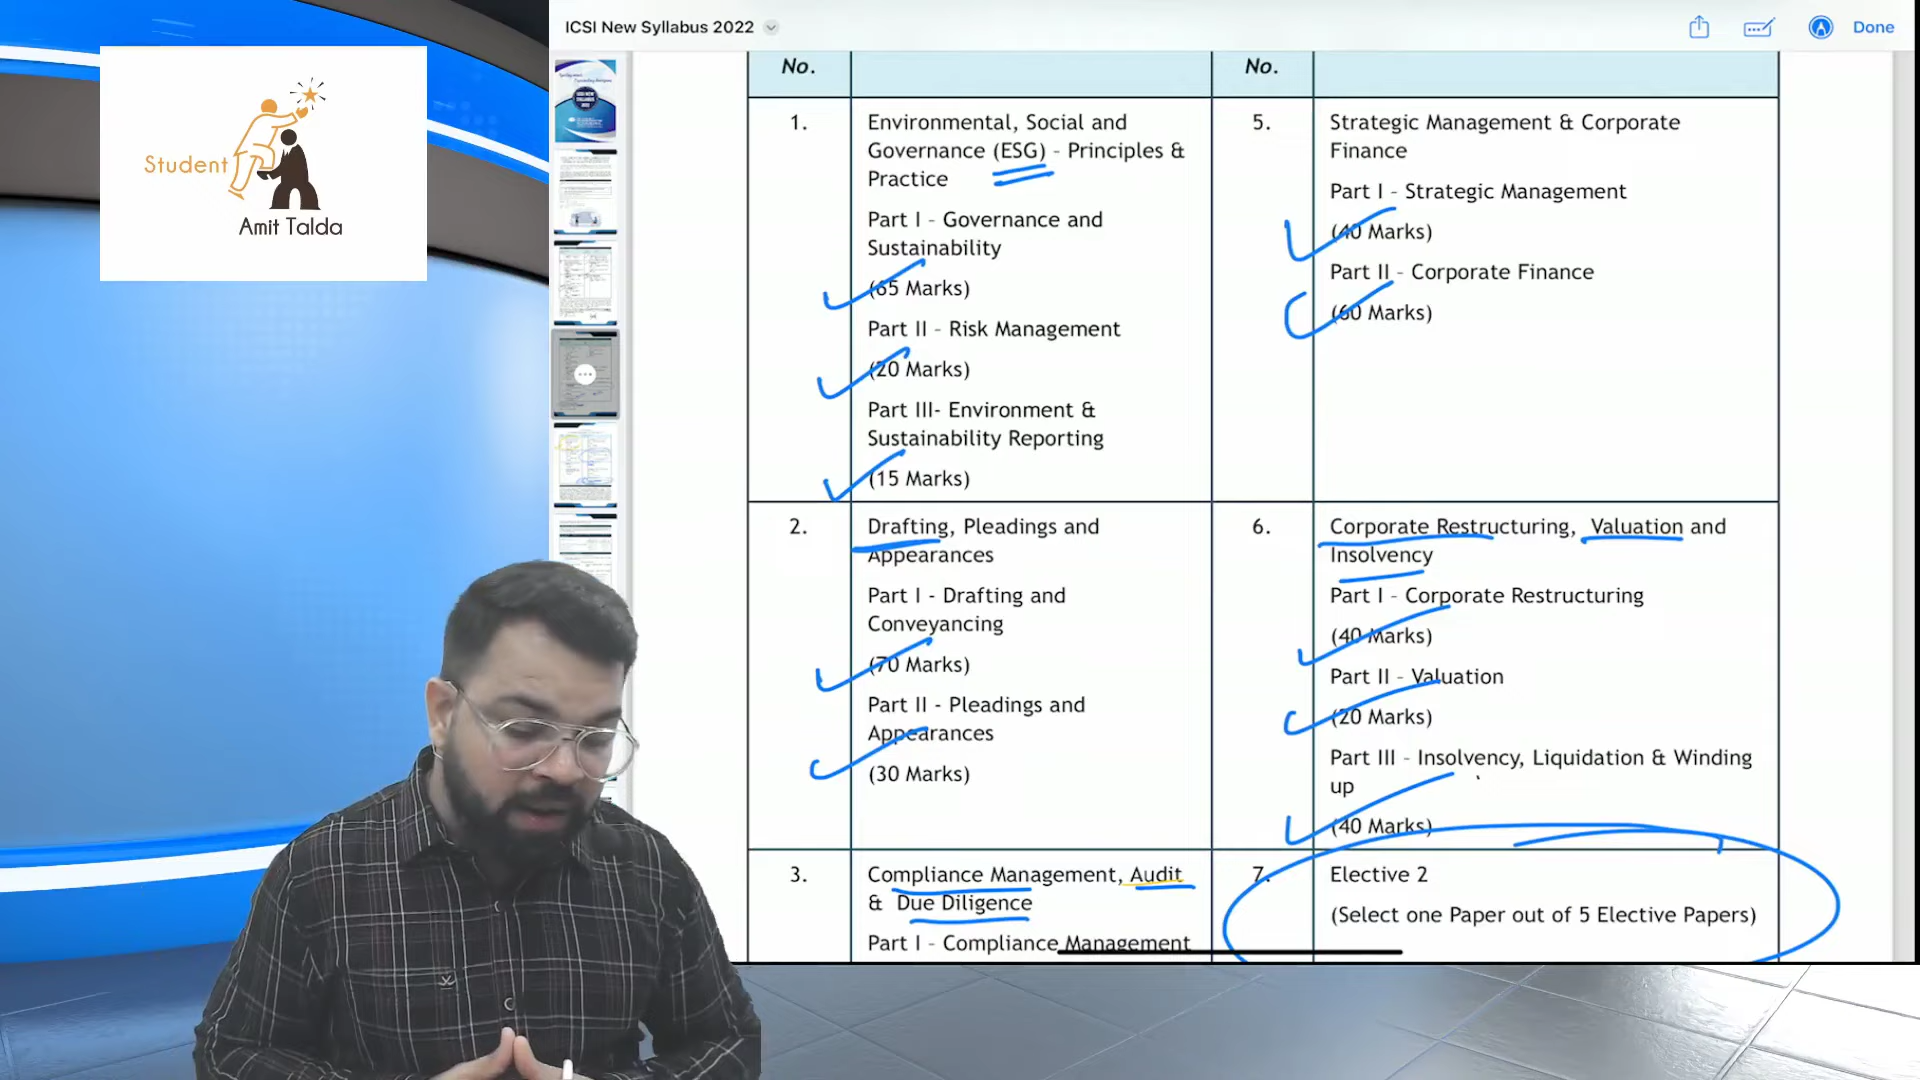 ICSI New Syllabus 2022
Done
Student
Amit Talda
No.
1.
Environmental, Social and
Governance (ESG) - Principles &
Practice
Part I - Governance and
Sustainability
(65 Marks)
Part II - Risk Management
(20 Marks)
Part III- Environment &
Sustainability Reporting
(15 Marks)
2.
Drafting, Pleadings and
Appearances
Part I - Drafting and
Conveyancing
(70 Marks)
Part II - Pleadings and
Appearances
(30 Marks)
3.
Compliance Management, Audit
& Due Diligence
Part I - Compliance Management
No.
5.
Strategic Management & Corporate
Finance
Part I - Strategic Management
(40 Marks)
Part II - Corporate Finance
(60 Marks)
6.
Corporate Restructuring, Valuation and
Insolvency
Part I - Corporate Restructuring
(40 Marks)
Part II - Valuation
(20 Marks)
Part III - Insolvency, Liquidation & Winding
up
(40 Marks)
7.
Elective 2
(Select one Paper out of 5 Elective Papers)